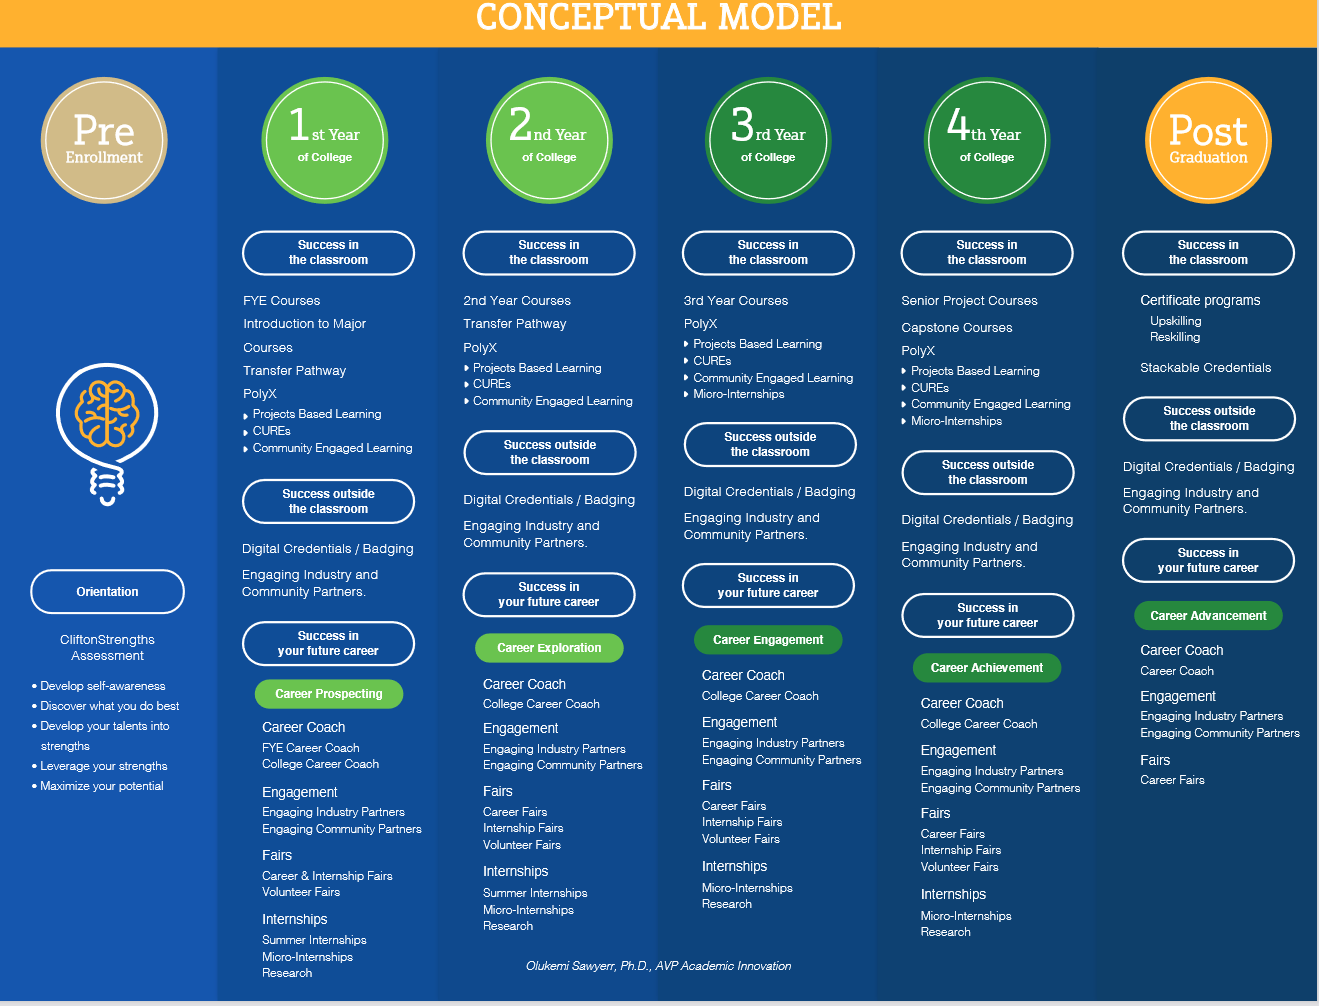 CONCEPTUAL MODEL
Pre
Enrollment
Orientation
CliftonStrengths
Assessment
• Develop self-awareness
• Discover what you do best
• Develop your talents into
strengths
• Leverage your strengths
• Maximize your potential
1st Year
of College
Success in
the classroom
FYE Courses
Introduction to Major
Courses
Transfer Pathway
PolyX
Projects Based Learning
CUREs
Community Engaged Learning
Success outside
the classroom
Digital Credentials / Badging
Engaging Industry and
Community Partners.
Success in
your future career
Career Prospecting
Career Coach
FYE Career Coach
College Career Coach
Engagement
Engaging Industry Partners
Engaging Community Partners
Fairs
Career & Internship Fairs
Volunteer Fairs
Internships
Summer Internships
Micro-Internships
Research
2nd Year
of College
Success in
the classroom
2nd Year Courses
Transfer Pathway
PolyX
Projects Based Learning
CUREs
Community Engaged Learning
Success outside
the classroom
Digital Credentials / Badging
Engaging Industry and
Community Partners.
Success in
your future career
Career Exploration
Career Coach
College Career Coach
Engagement
Engaging Industry Partners
Engaging Community Partners
Fairs
Career Fairs
Internship Fairs
Volunteer Fairs
Internships
Summer Internships
Micro-Internships
Research
3rd Year
of College
Success in
the classroom
3rd Year Courses
PolyX
Projects Based Learning
CUREs
Community Engaged Learning
Micro-Internships
Success outside
the classroom
Digital Credentials / Badging
Engaging Industry and
Community Partners.
Success in
your future career
Career Engagement
Career Coach
College Career Coach
Engagement
Engaging Industry Partners
Engaging Community Partners
Fairs
Career Fairs
Internship Fairs
Volunteer Fairs
Internships
Micro-Internships
Research
4th Year
of College
Success in
the classroom
Senior Project Courses
Capstone Courses
PolyX
Projects Based Learning
CUREs
Community Engaged Learning
Micro-Internships
Success outside
the classroom
Digital Credentials / Badging
Engaging Industry and
Community Partners.
Success in
your future career
Career Achievement
Career Coach
College Career Coach
Engagement
Engaging Industry Partners
Engaging Community Partners
Fairs
Career Fairs
Internship Fairs
Volunteer Fairs
Internships
Micro-Internships
Research
Post
Graduation
Success in
the classroom
Certificate programs
Upskilling
Reskilling
Stackable Credentials
Success outside
the classroom
Digital Credentials / Badging
Engaging Industry and
Community Partners.
Success in
your future career
Career Advancement
Career Coach
Career Coach
Engagement
Engaging Industry Partners
Engaging Community Partners
Fairs
Career Fairs
Olukemi Sawyerr, Ph.D., AVP Academic Innovation